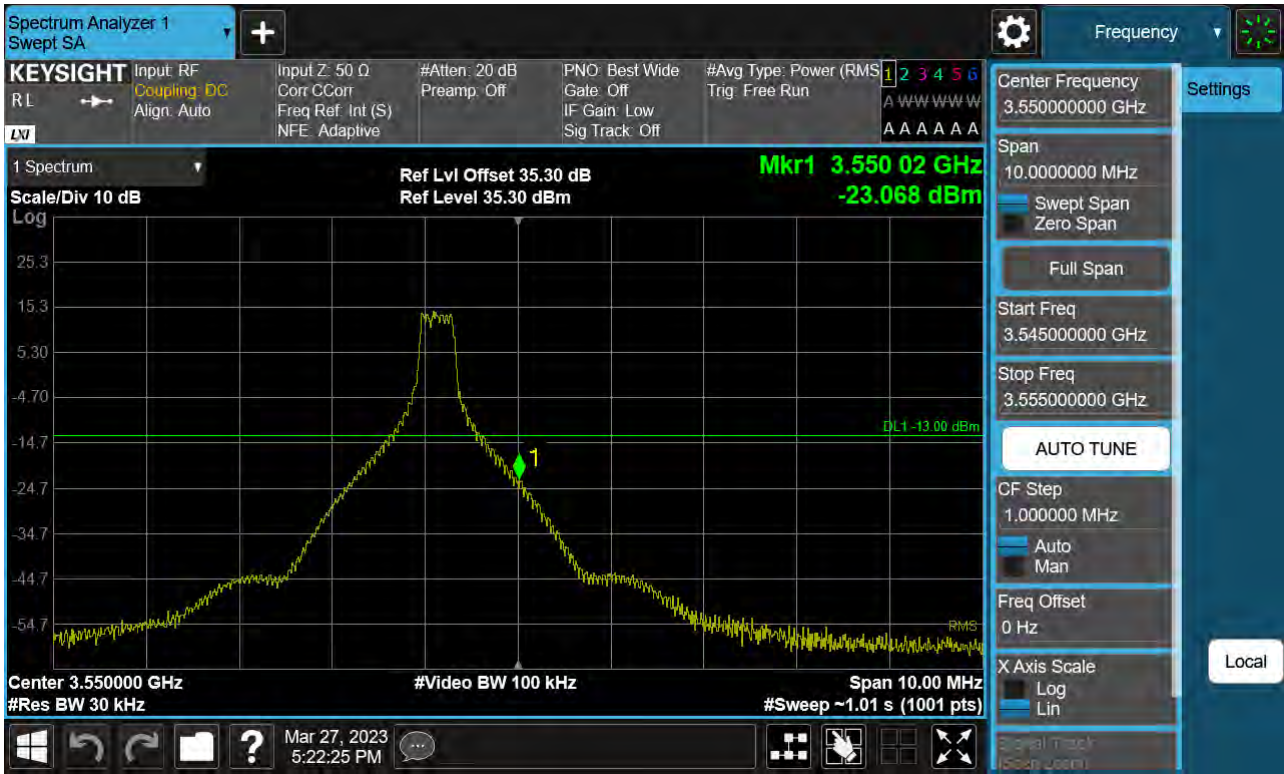 Spectrum Analyzer 1
Swept SA
Frequency
KEYSIGHT
RL
LXI
Input: RF
Coupling: DC
Align: Auto
Input Z: 50 Ω
Corr CCorr
Freq Ref: Int (S)
NFE: Adaptive
#Atten: 20 dB
Preamp: Off
PNO: Best Wide
Gate: Off
IF Gain: Low
Sig Track: Off
#Avg Type: Power (RMS
Trig: Free Run
1 2 3 4 5 6
A W W W W W
A A A A A A
1 Spectrum
Scale/Div 10 dB
Log
Ref Lvl Offset 35.30 dB
Ref Level 35.30 dBm
Mkr1 3.550 02 GHz
-23.068 dBm
25.3
15.3
5.30
-4.70
-14.7
-24.7
-34.7
-44.7
-54.7
DL1 -13.00 dBm
1
RMS
Center 3.550000 GHz
#Res BW 30 kHz
#Video BW 100 kHz
Span 10.00 MHz
#Sweep ~1.01 s (1001 pts)
Mar 27, 2023
5:22:25 PM
Center Frequency
3.550000000 GHz
Span
10.0000000 MHz
Swept Span
Zero Span
Full Span
Start Freq
3.545000000 GHz
Stop Freq
3.555000000 GHz
AUTO TUNE
CF Step
1.000000 MHz
Auto
Man
Freq Offset
0 Hz
X Axis Scale
Log
Lin
Signal Track
(Span Zoom)
Settings
Local